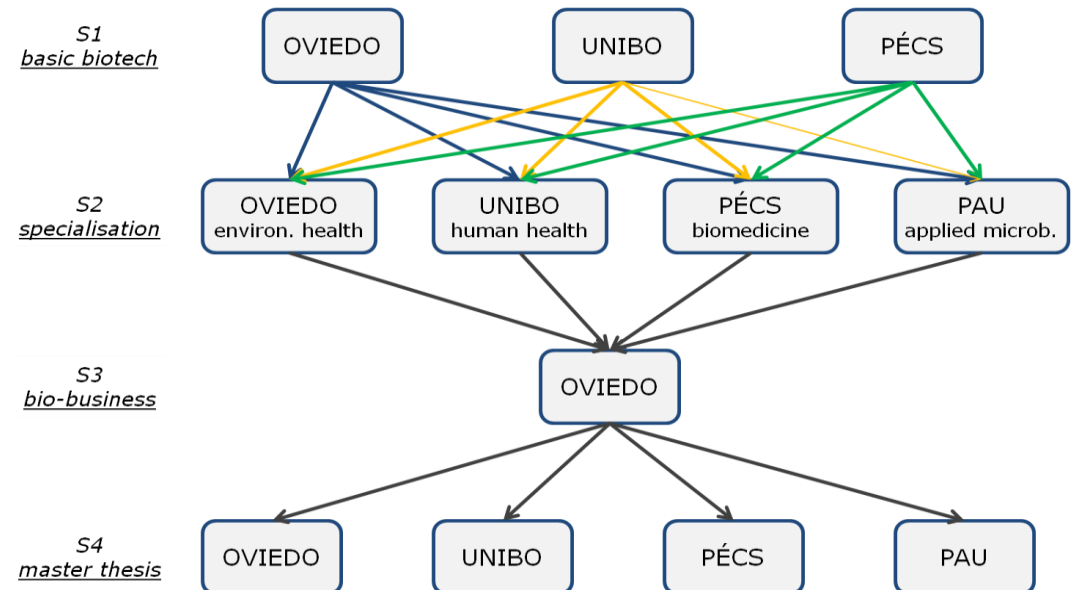 S1
basic biotech
OVIEDO
UNIBO
PÉCS
S2
specialisation
OVIEDO
environ. health
UNIBO
human health
PÉCS
biomedicine
PAU
applied microb.
S3
bio-business
OVIEDO
S4
master thesis
OVIEDO
UNIBO
PÉCS
PAU